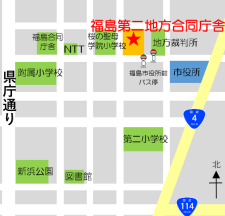 福島第二地方合同庁舎
福島合同
庁舎
NTT
桜の聖母
学院小学校
地方裁判所
附属小学校
福島市役所前
バス停
市役所
県庁通り
4
第二小学校
北
新浜公園
図書館
114